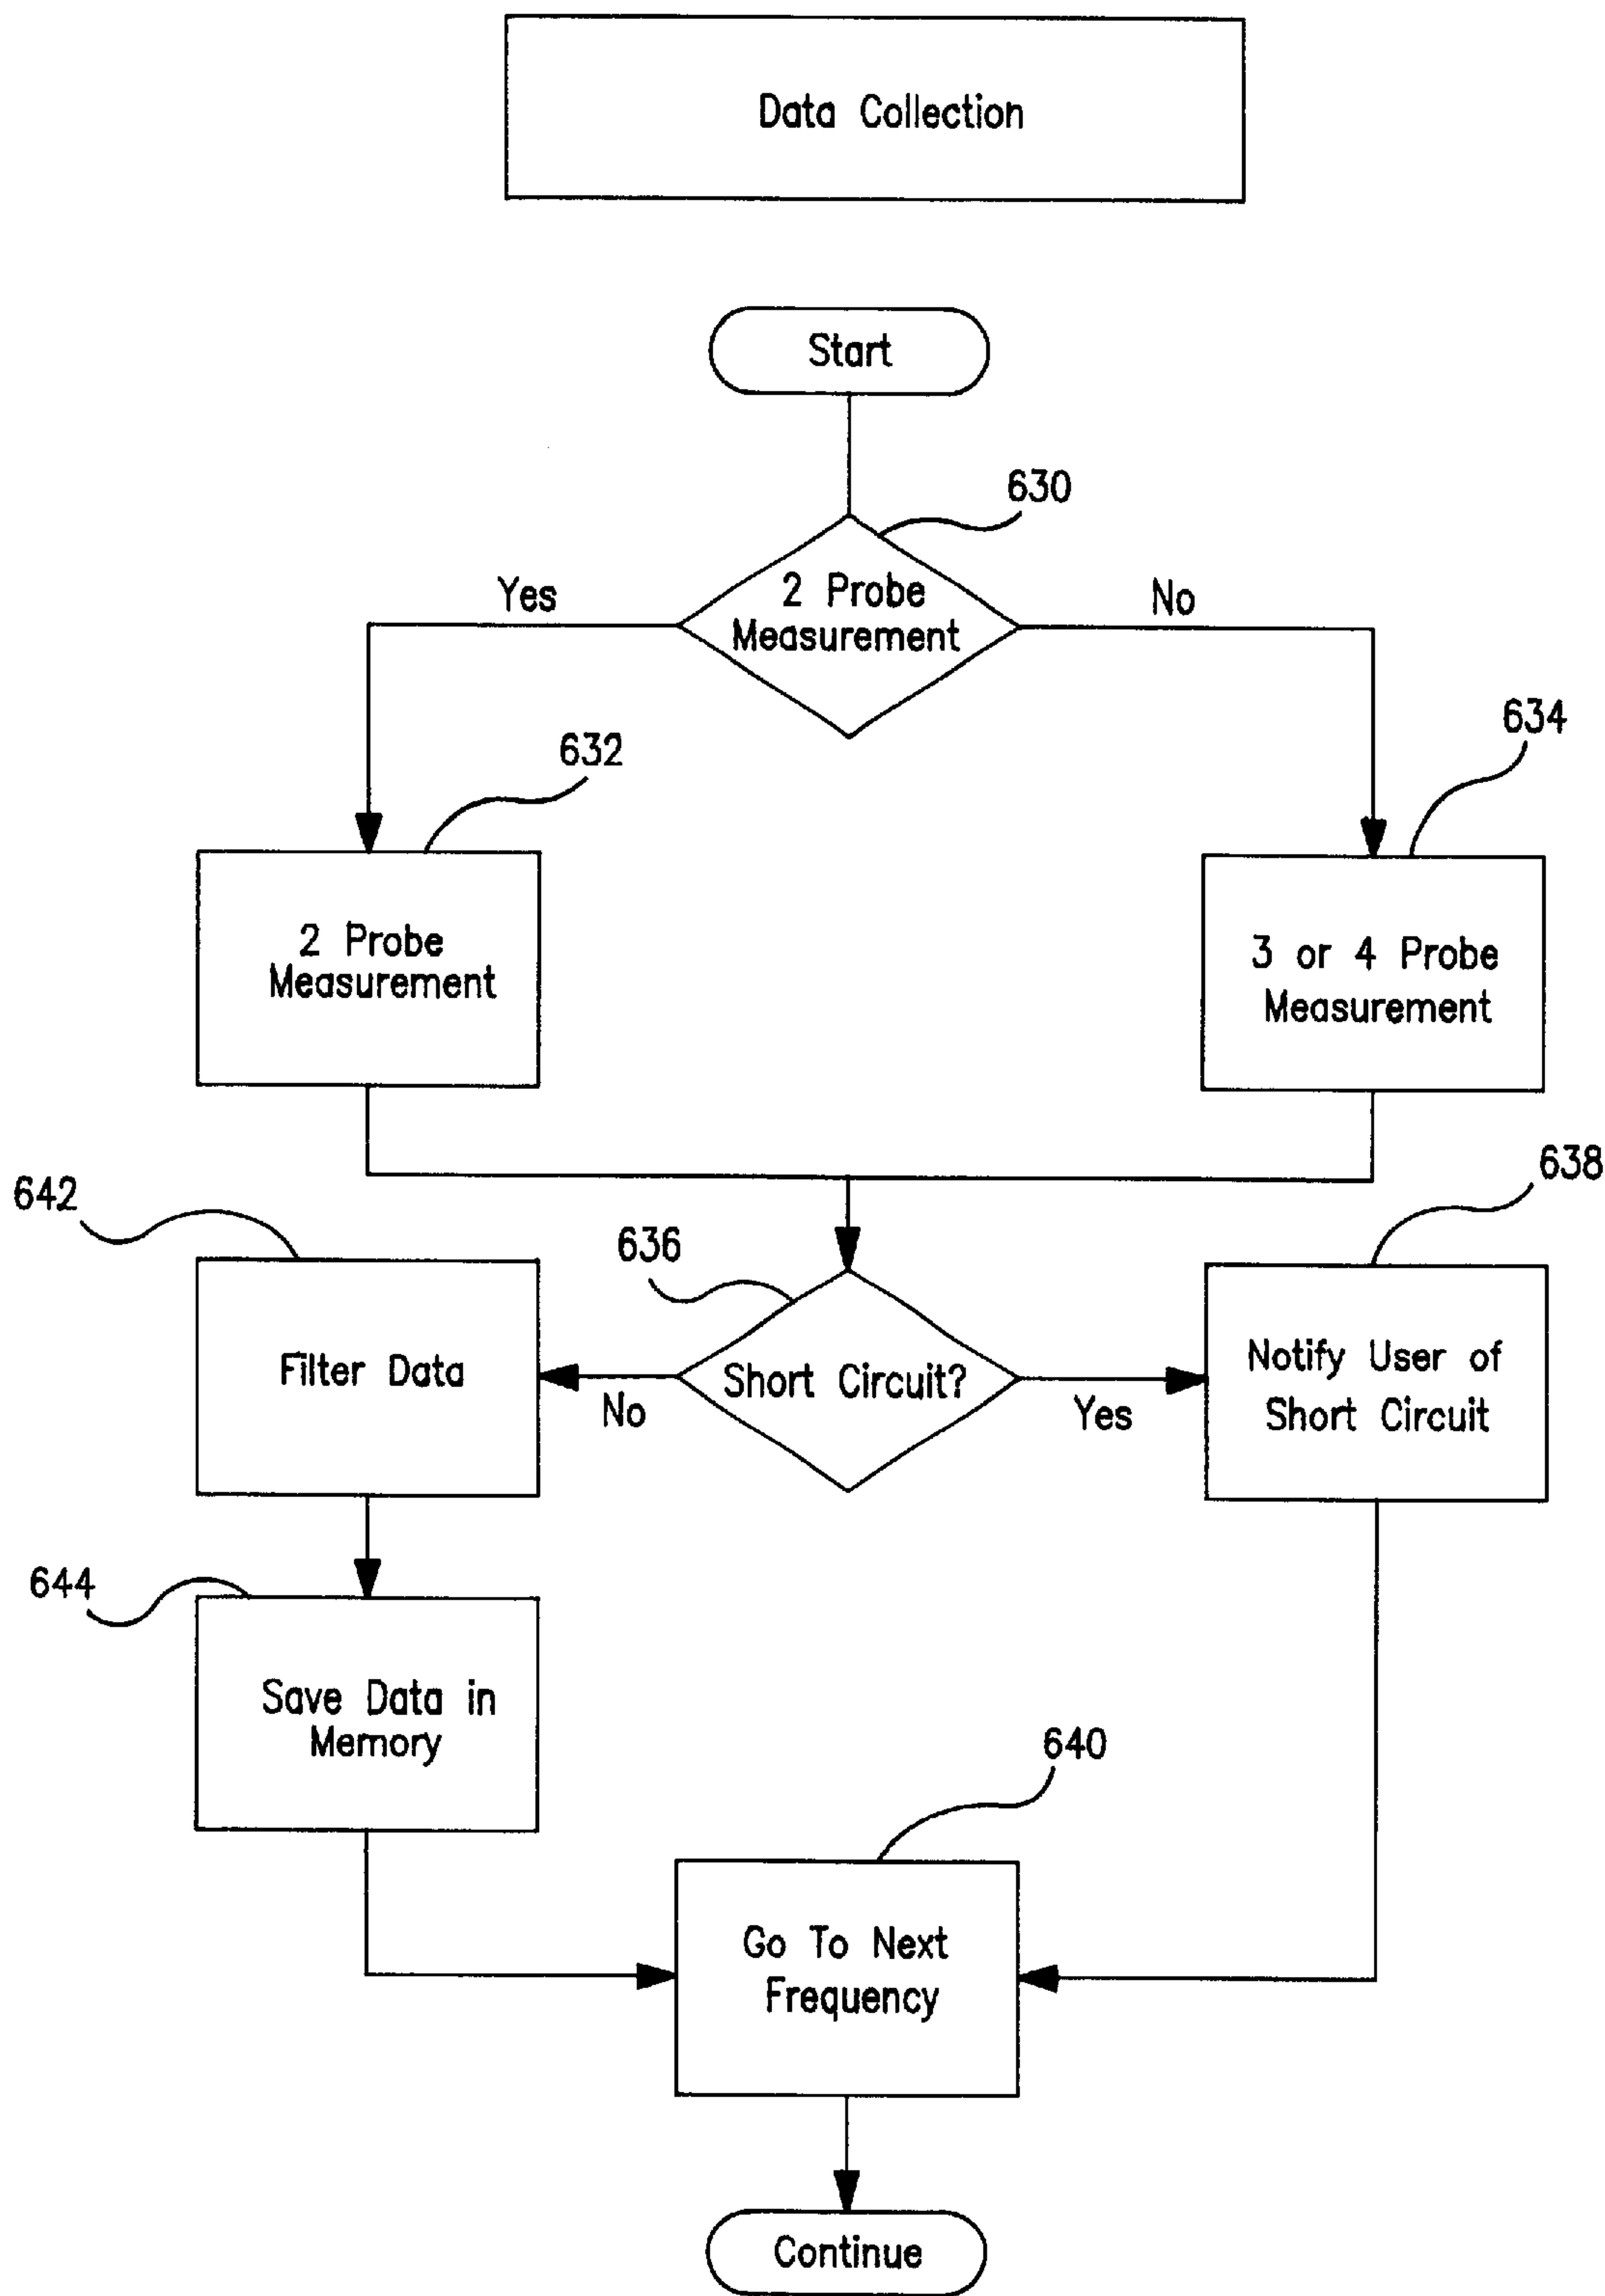 Data Collection
Start
630
2 Probe
Measurement
Yes
No
632
634
2 Probe
Measurement
3 or 4 Probe
Measurement
642
636
638
Filter Data
Short Circuit?
No
Yes
Notify User of
Short Circuit
644
Save Data in
Memory
640
Go To Next
Frequency
Continue